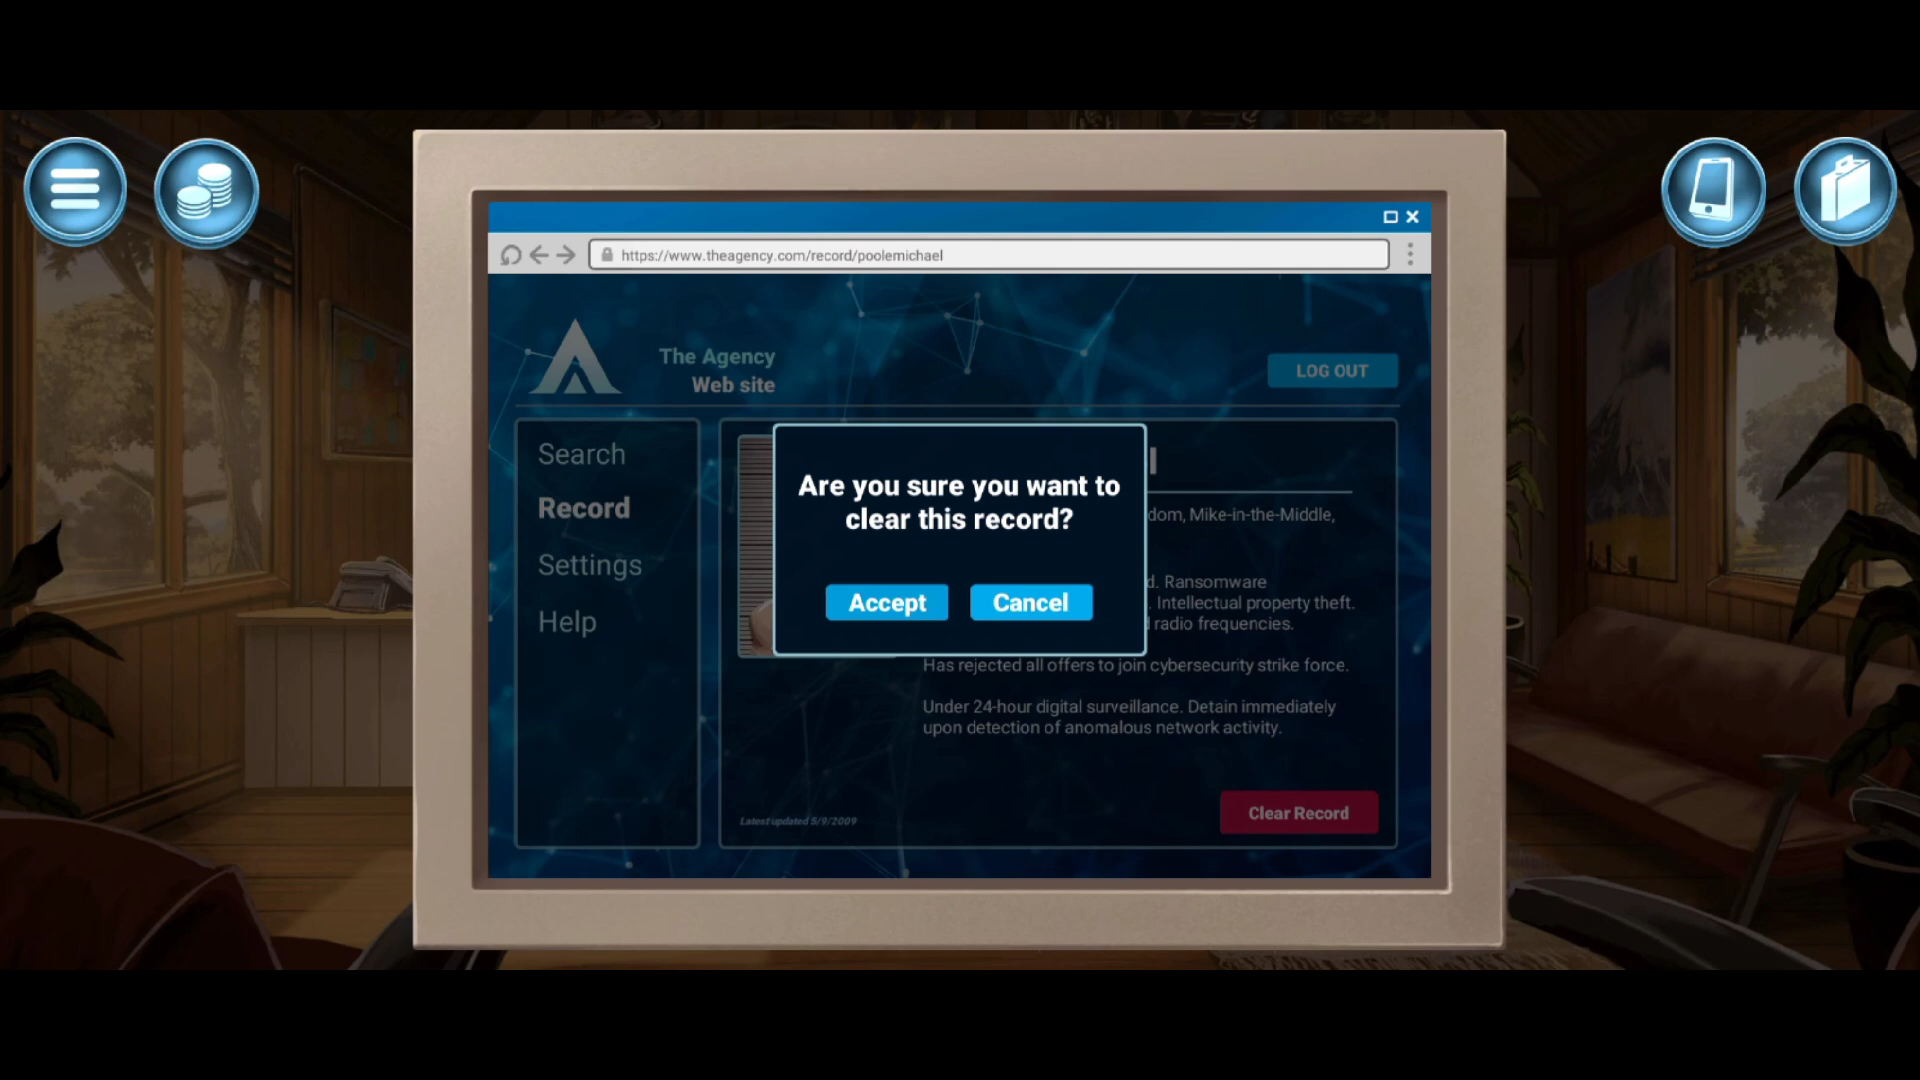 https://www.theagency.com/record/poolemichael
The Agency
Web site
LOG OUT
Search
Record
Settings
Help
Are you sure you want to
clear this record?
Accept
Cancel
Mike-in-the-Middle,
Ransomware
Intellectual property theft.
radio frequencies.
Has rejected all offers to join cybersecurity strike force.
Under 24-hour digital surveillance. Detain immediately
upon detection of anomalous network activity.
Latest updated 5/9/2009
Clear Record